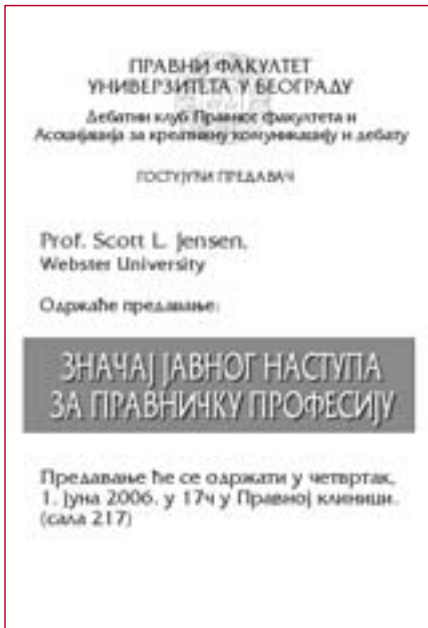 ПРАВНИ ФАКУЛТЕТ
УНИВЕРЗИТЕТА У БЕОГРАДУ
Дебатни клуб Правног факултета и
Асоцијација за креативну комуникацију и дебату
ГОСТУЈУЋИ ПРЕДАВАЧ
Prof. Scott L. Jensen,
Webster University
Одржаће предавање:
ЗНАЧАЈ ЈАВНОГ НАСТУПА
ЗА ПРАВНИЧКУ ПРОФЕСИЈУ
Предавање ће се одржати у четвртак,
1. јуна 2006. у 17ч у Правној клиници.
(сала 217)